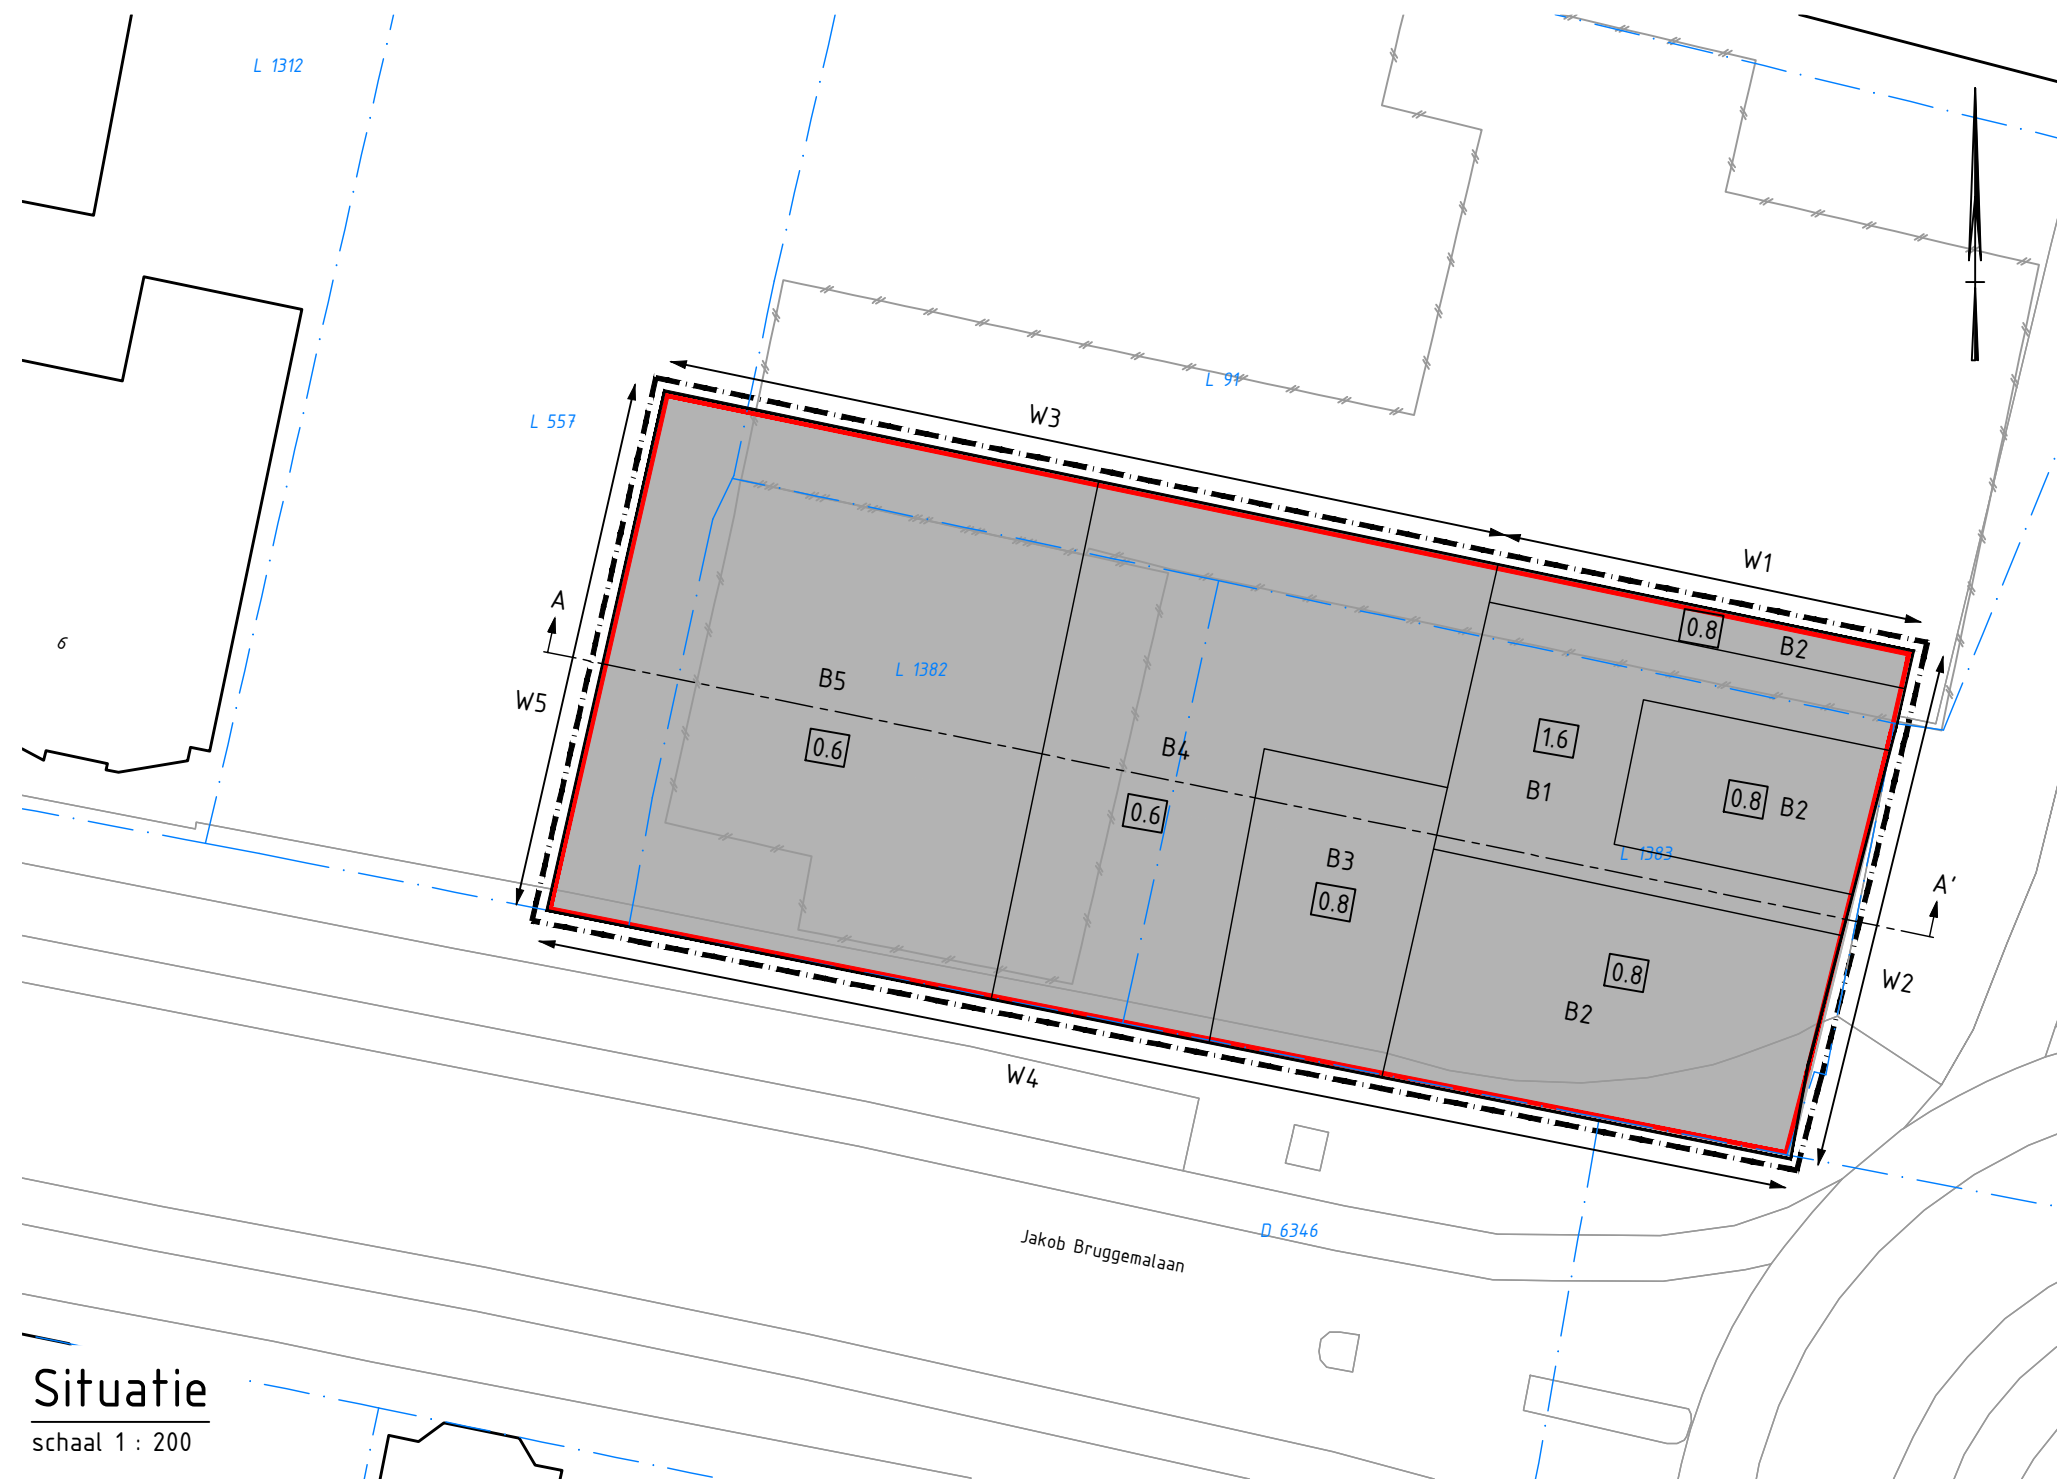 L 1312
L 91
W3
L 557
W1
A
0.8
B2
6
B5
L 1382
W5
0.6
B4
1.6
B1
0.8
B2
0.6
L 1383
B3
0.8
A'
0.8
W2
B2
W4
D 6346
Jakob Bruggemalaan
Situatie
schaal 1 : 200